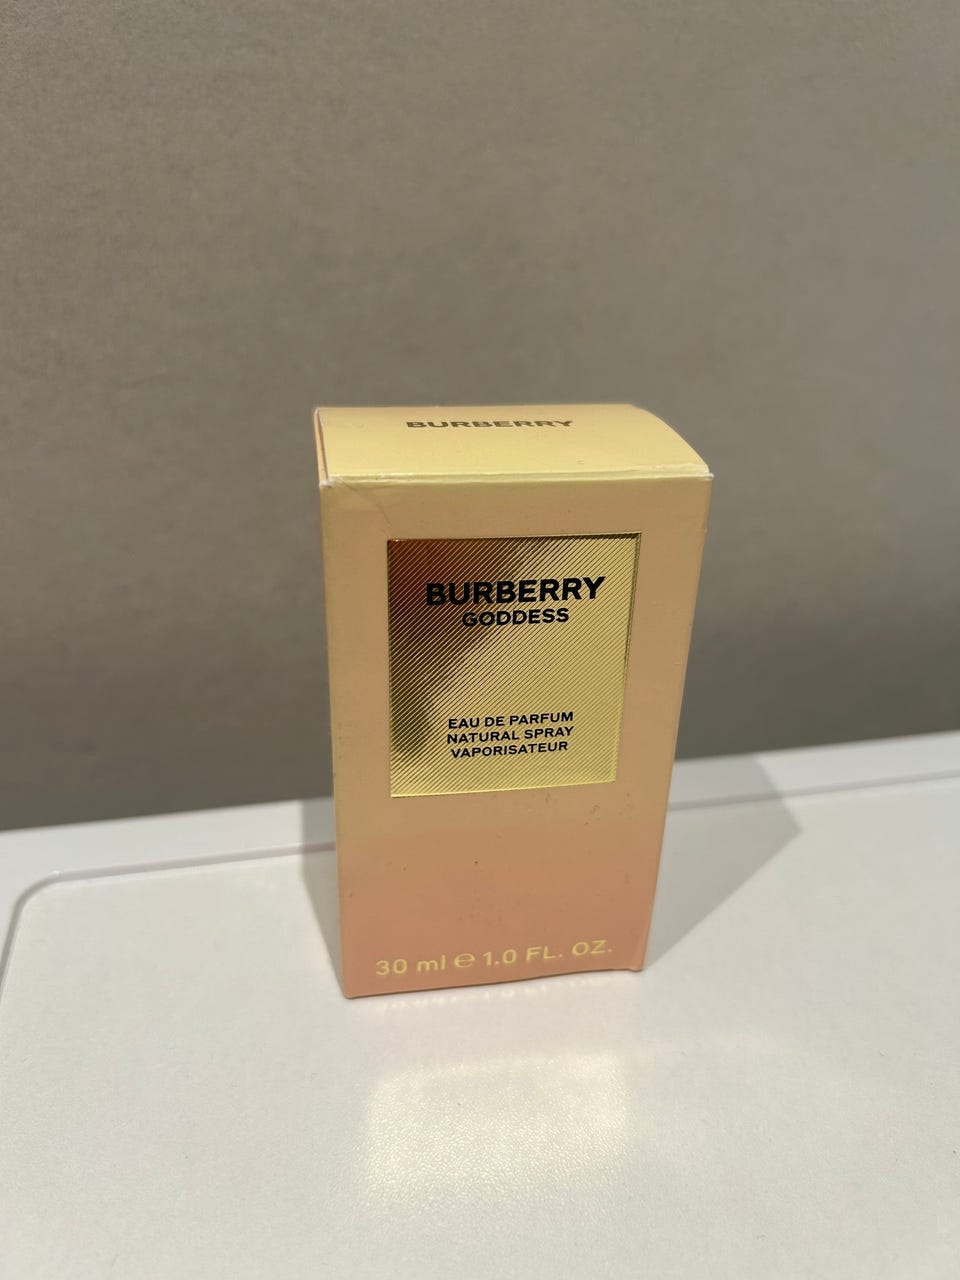 BURBERRY
BURBERRY
GODDESS
EAU DE PARFUM
NATURAL SPRAY
VAPORISATEUR
30 ml ℮ 1.0 FL. OZ.